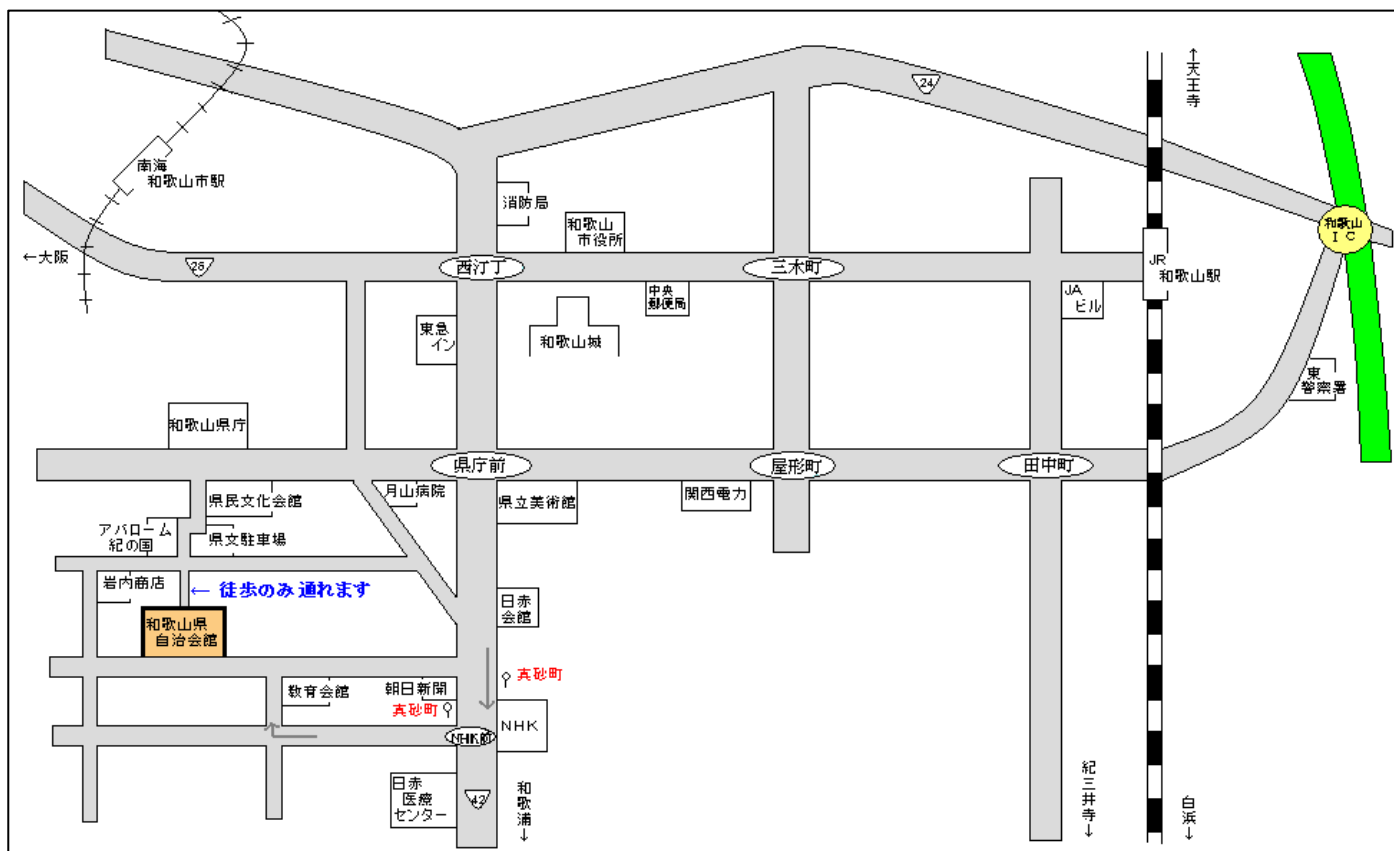 ↑天王寺
24
南海
和歌山市駅
消防局
和歌山
市役所
和歌山
ＩＣ
←大阪
26
西汀丁
三木町
JR
和歌山駅
中央
郵便局
JA
ビル
東急
イン
和歌山城
東
警察署
和歌山県庁
県庁前
屋形町
田中町
県民文化会館
月山病院
県立美術館
関西電力
アバローム
紀の国
県文駐車場
岩内商店
← 徒歩のみ通れます
日赤
会館
和歌山県
自治会館
真砂町
教育会館
朝日新聞
真砂町
NHK前
NHK
日赤
医療
センター
42
和歌浦↓
紀三井寺↓
白浜↓